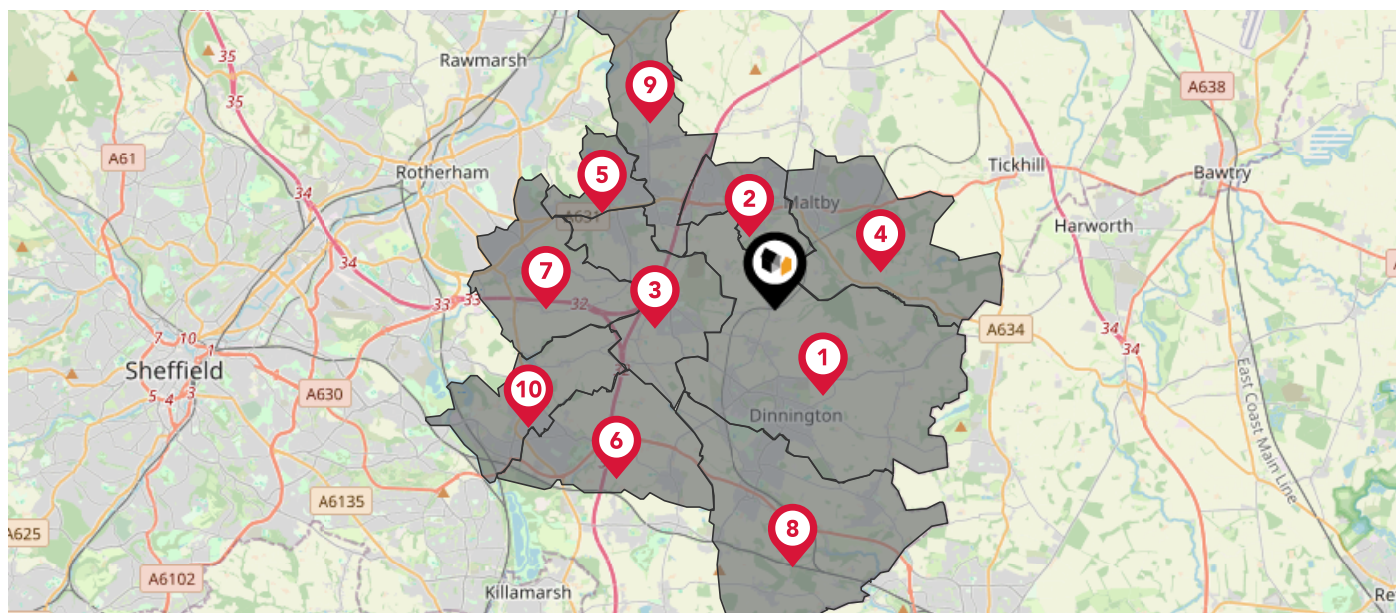 35
Rawmarsh
9
A638
35
A61
Tickhill
Rotherham
5
Bawtry
34
2
Maltby
A631
4
Harworth
34
7
3
33
33
32
34
A634
7
10
1
34
1
Sheffield
10
A630
5
4
3
Dinnington
6
East Coast Main Line
A6135
A625
8
A6102
Killamarsh
Re